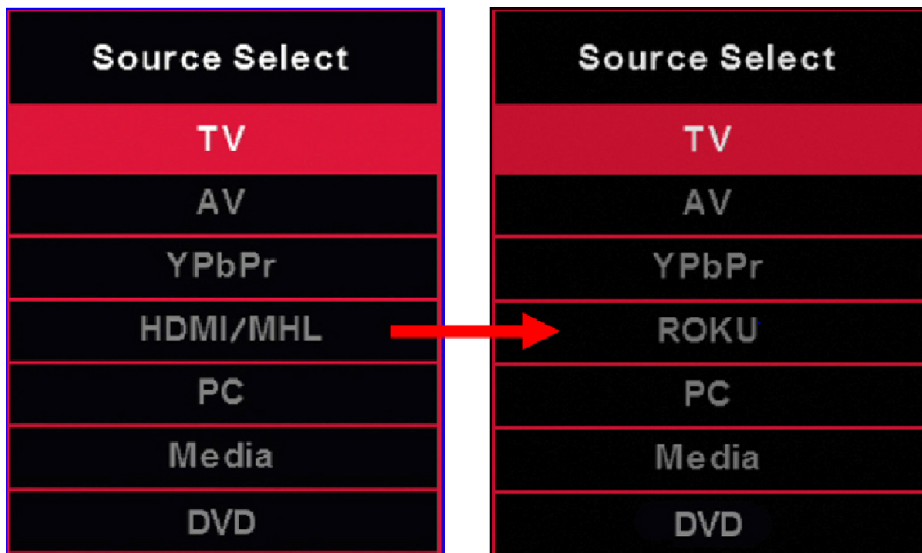 Source Select
TV
AV
YPbPr
HDMI/MHL
PC
Media
DVD
Source Select
TV
AV
YPbPr
ROKU
PC
Media
DVD